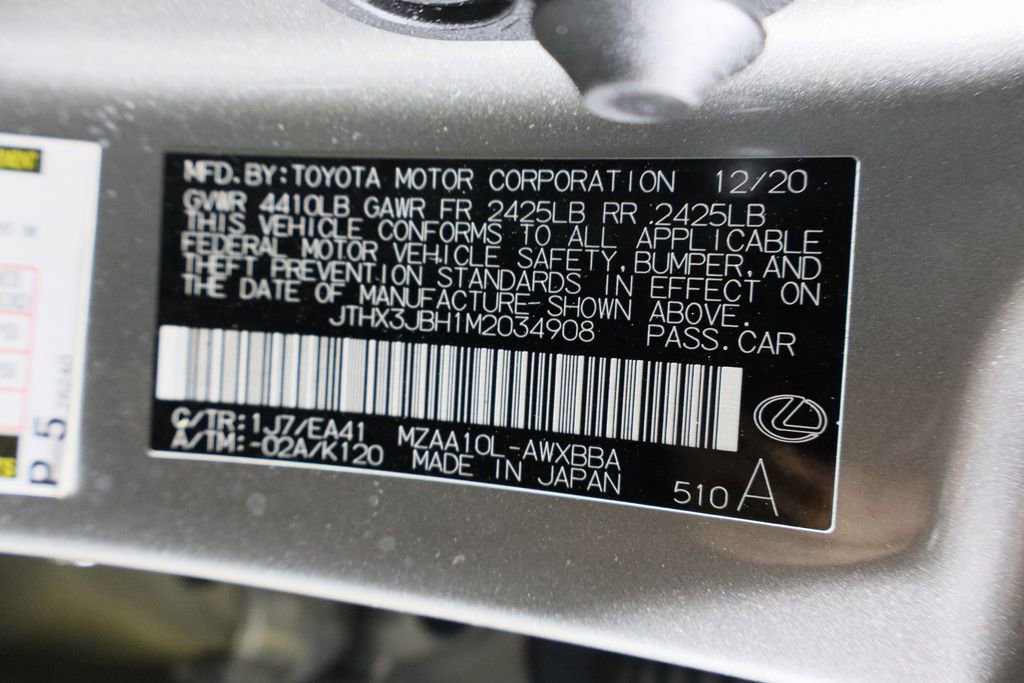 MFD. BY: TOYOTA MOTOR CORPORATION 12/20
GVWR 4410LB GAWR FR 2425LB RR 2425LB
THIS VEHICLE CONFORMS TO ALL APPLICABLE
FEDERAL MOTOR VEHICLE SAFETY, BUMPER, AND
THEFT PREVENTION STANDARDS IN EFFECT ON
THE DATE OF MANUFACTURE SHOWN ABOVE.
JTHX3JBH1M2034908 PASS. CAR
C/TR: 1J7/EA41 MZAA10L-AWXBBA
A/TM: -02A/K120 MADE IN JAPAN
510 A
P 5